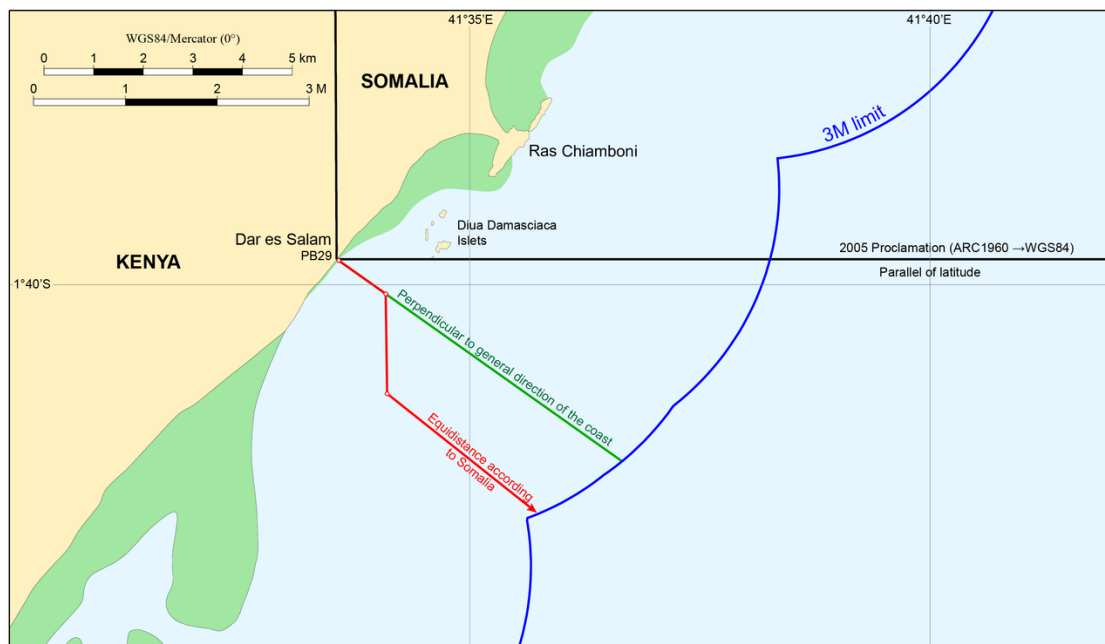 41°35'E
41°40'E
WGS84/Mercator (0°)
0 1 2 3 4 5 km
0 1 2 3 M
SOMALIA
3M limit
Ras Chiamboni
Diua Damasciaca
Islets
Dar es Salam
PB29
KENYA
2005 Proclamation (ARC1960 →WGS84)
Parallel of latitude
1°40'S
Perpendicular to general direction of the coast
Equidistance according
to Somalia